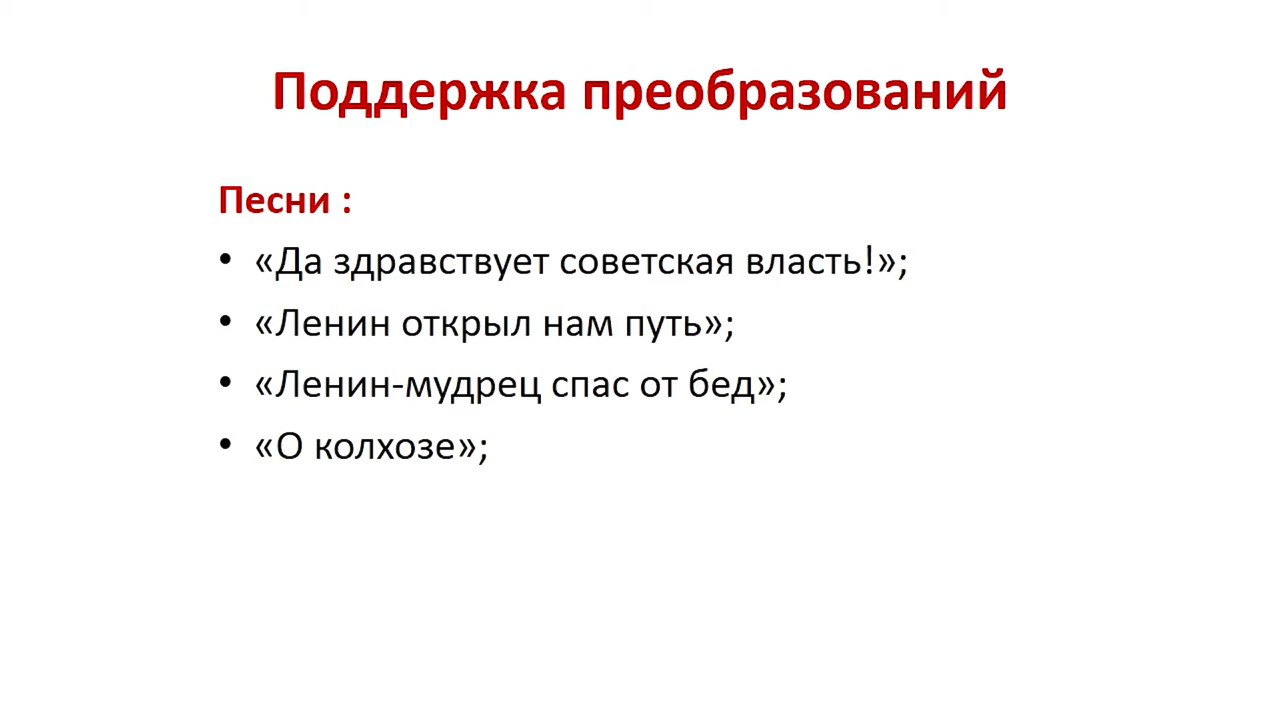 Поддержка преобразований
Песни :
• «Да здравствует советская власть!»;
• «Ленин открыл нам путь»;
• «Ленин-мудрец спас от бед»;
• «О колхозе»;